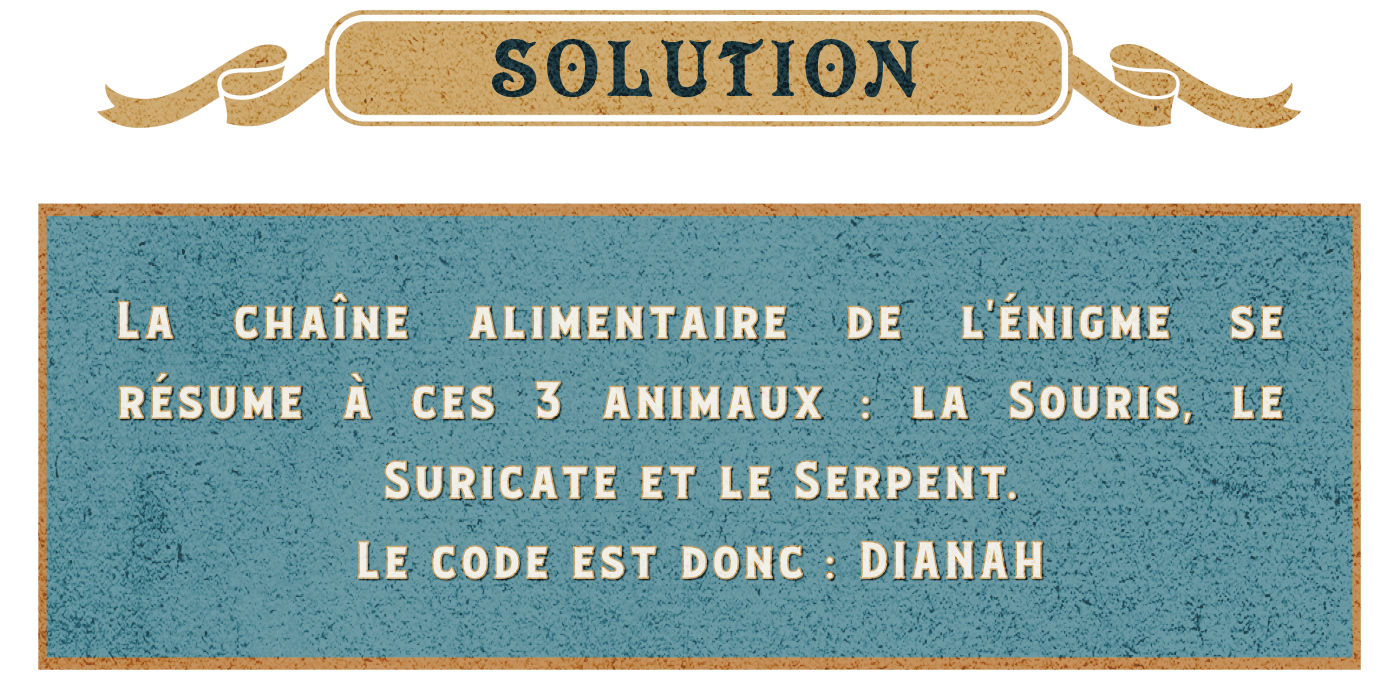 SOLUTION
La chaîne alimentaire de l'énigme se
résume à ces 3 animaux : la Souris, le
Suricate et le Serpent.
Le code est donc : DIANAH